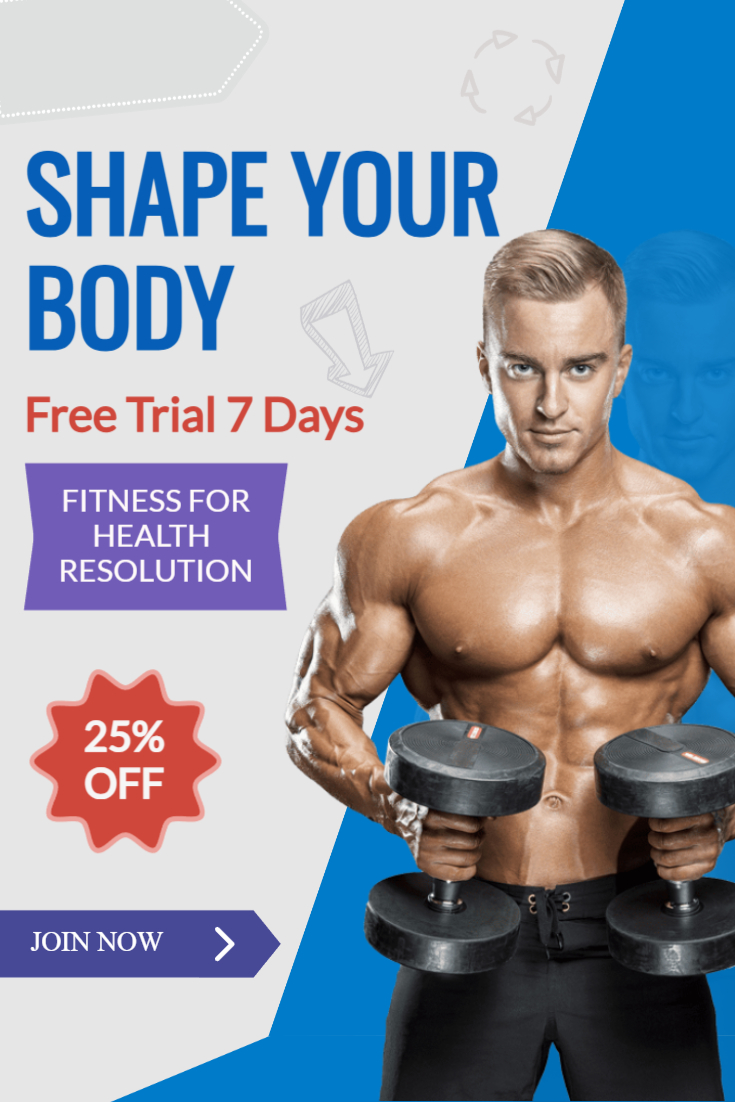 SHAPE YOUR
BODY
Free Trial 7 Days
FITNESS FOR
HEALTH
RESOLUTION
25%
OFF
JOIN NOW